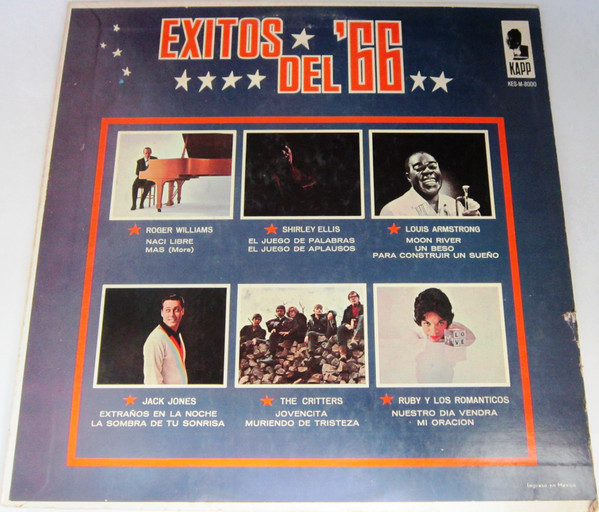 EXITOS
DEL '66
KAPP
KES-M-8000
ROGER WILLIAMS
NACI LIBRE
MAS (More)
SHIRLEY ELLIS
EL JUEGO DE PALABRAS
EL JUEGO DE APLAUSOS
LOUIS ARMSTRONG
MOON RIVER
UN BESO
PARA CONSTRUIR UN SUEÑO
JACK JONES
EXTRAÑOS EN LA NOCHE
LA SOMBRA DE TU SONRISA
THE CRITTERS
JOVENCITA
MURIENDO DE TRISTEZA
RUBY Y LOS ROMANTICOS
NUESTRO DIA VENDRA
MI ORACION
LO
VE
Impreso en Mexico